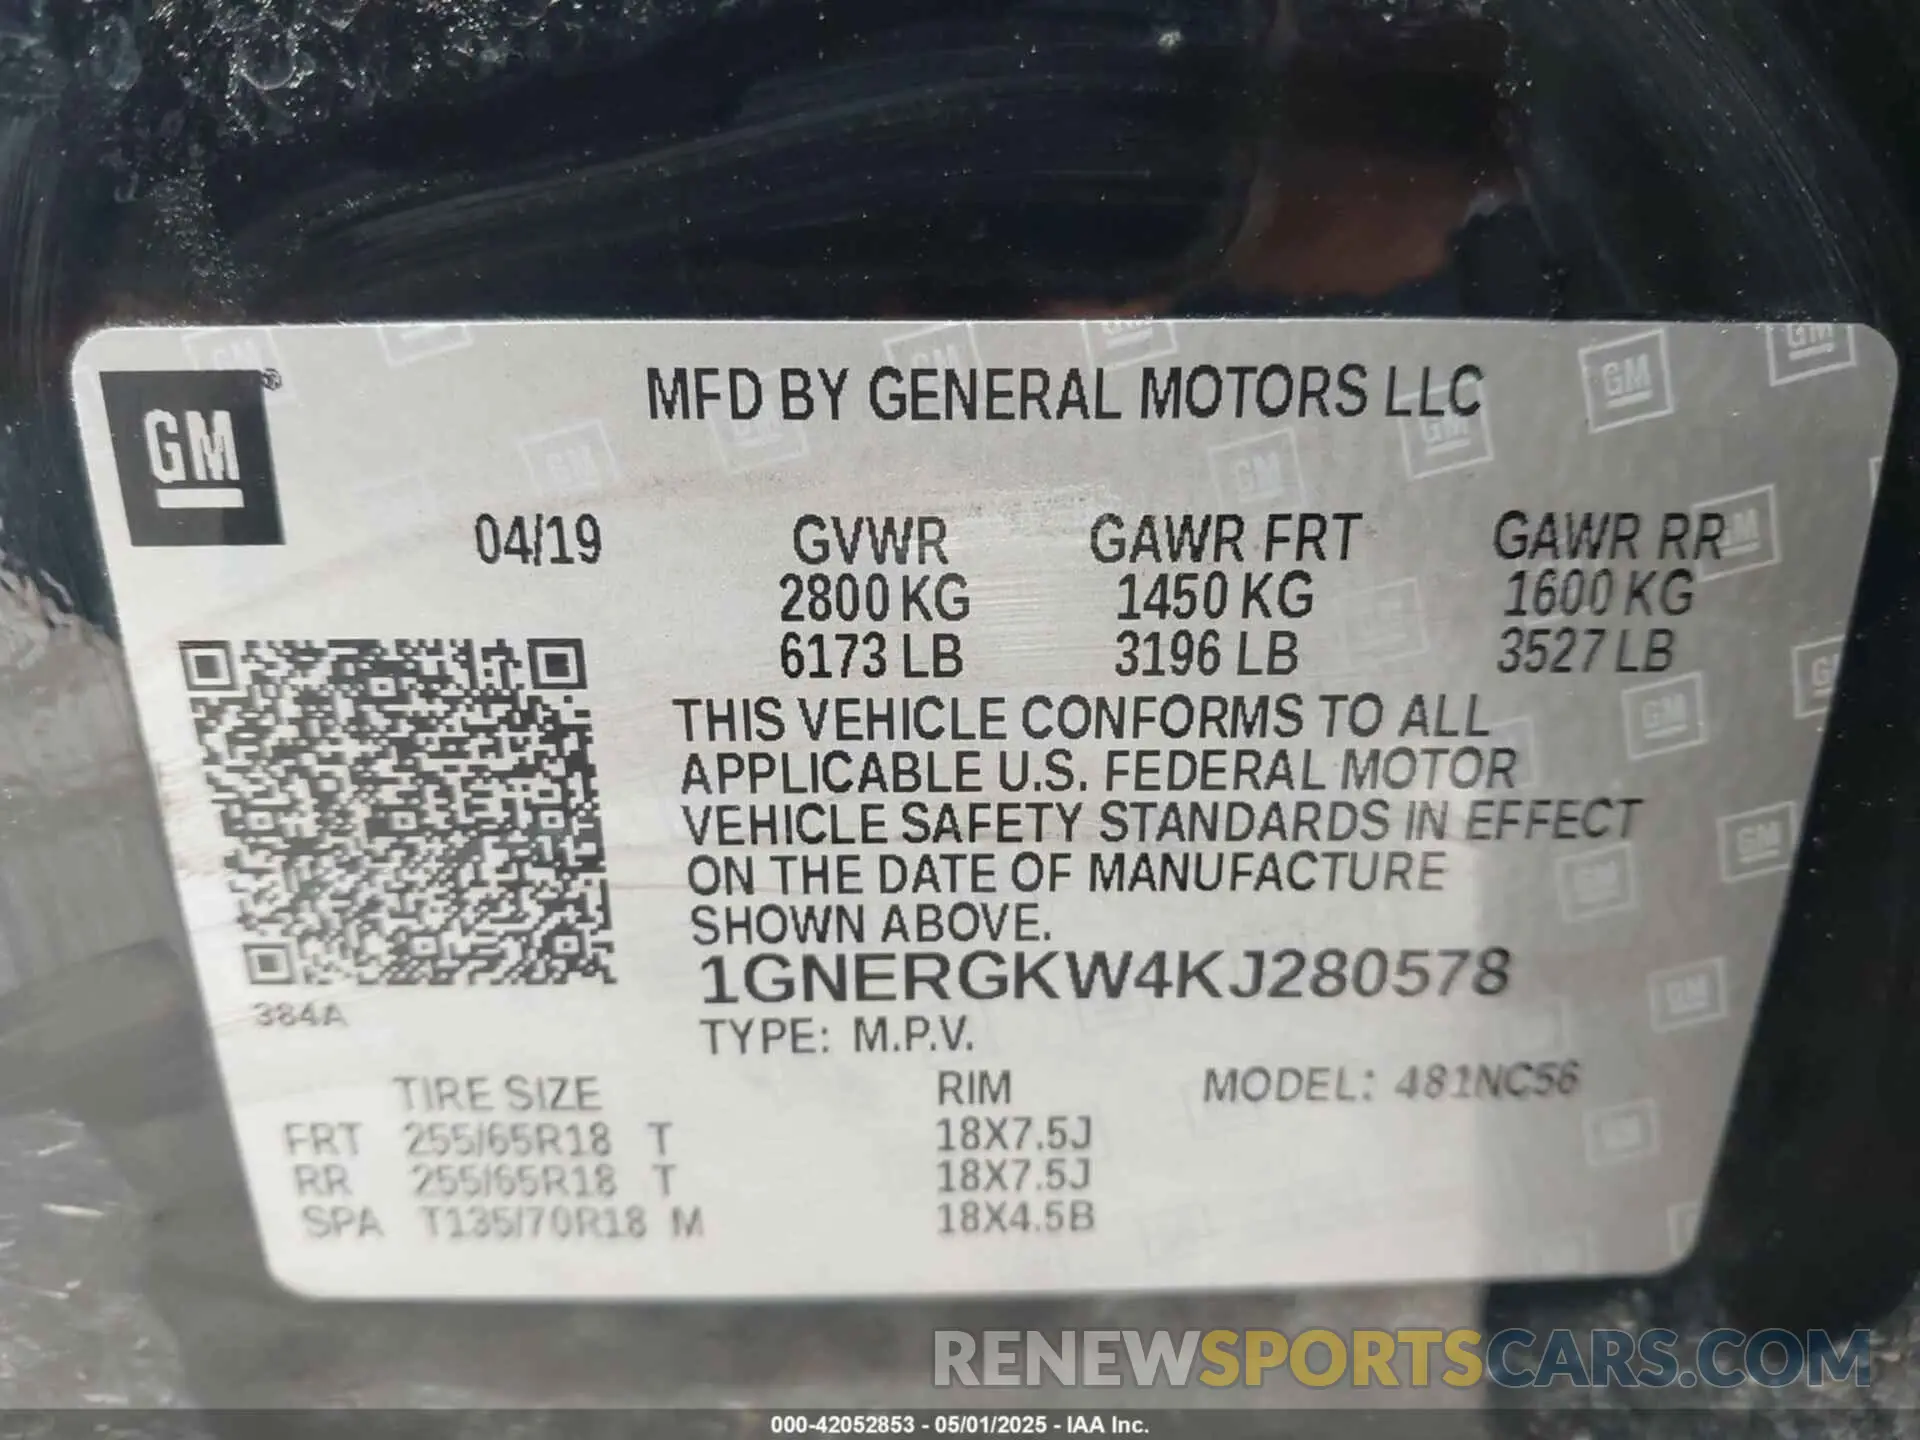 MFD BY GENERAL MOTORS LLC
GM®
04/19 GVWR GAWR FRT GAWR RR
2800 KG 1450 KG 1600 KG
6173 LB 3196 LB 3527 LB
THIS VEHICLE CONFORMS TO ALL
APPLICABLE U.S. FEDERAL MOTOR
VEHICLE SAFETY STANDARDS IN EFFECT
ON THE DATE OF MANUFACTURE
SHOWN ABOVE.
1GNERGKW4KJ280578
384A
TYPE: M.P.V.
TIRE SIZE RIM MODEL: 481NC56
FRT 255/65R18 T 18X7.5J
RR 255/65R18 T 18X7.5J
SPA T135/70R18 M 18X4.5B
RENEWSPORTSCARS.COM
000-42052853 - 05/01/2025 - IAA Inc.